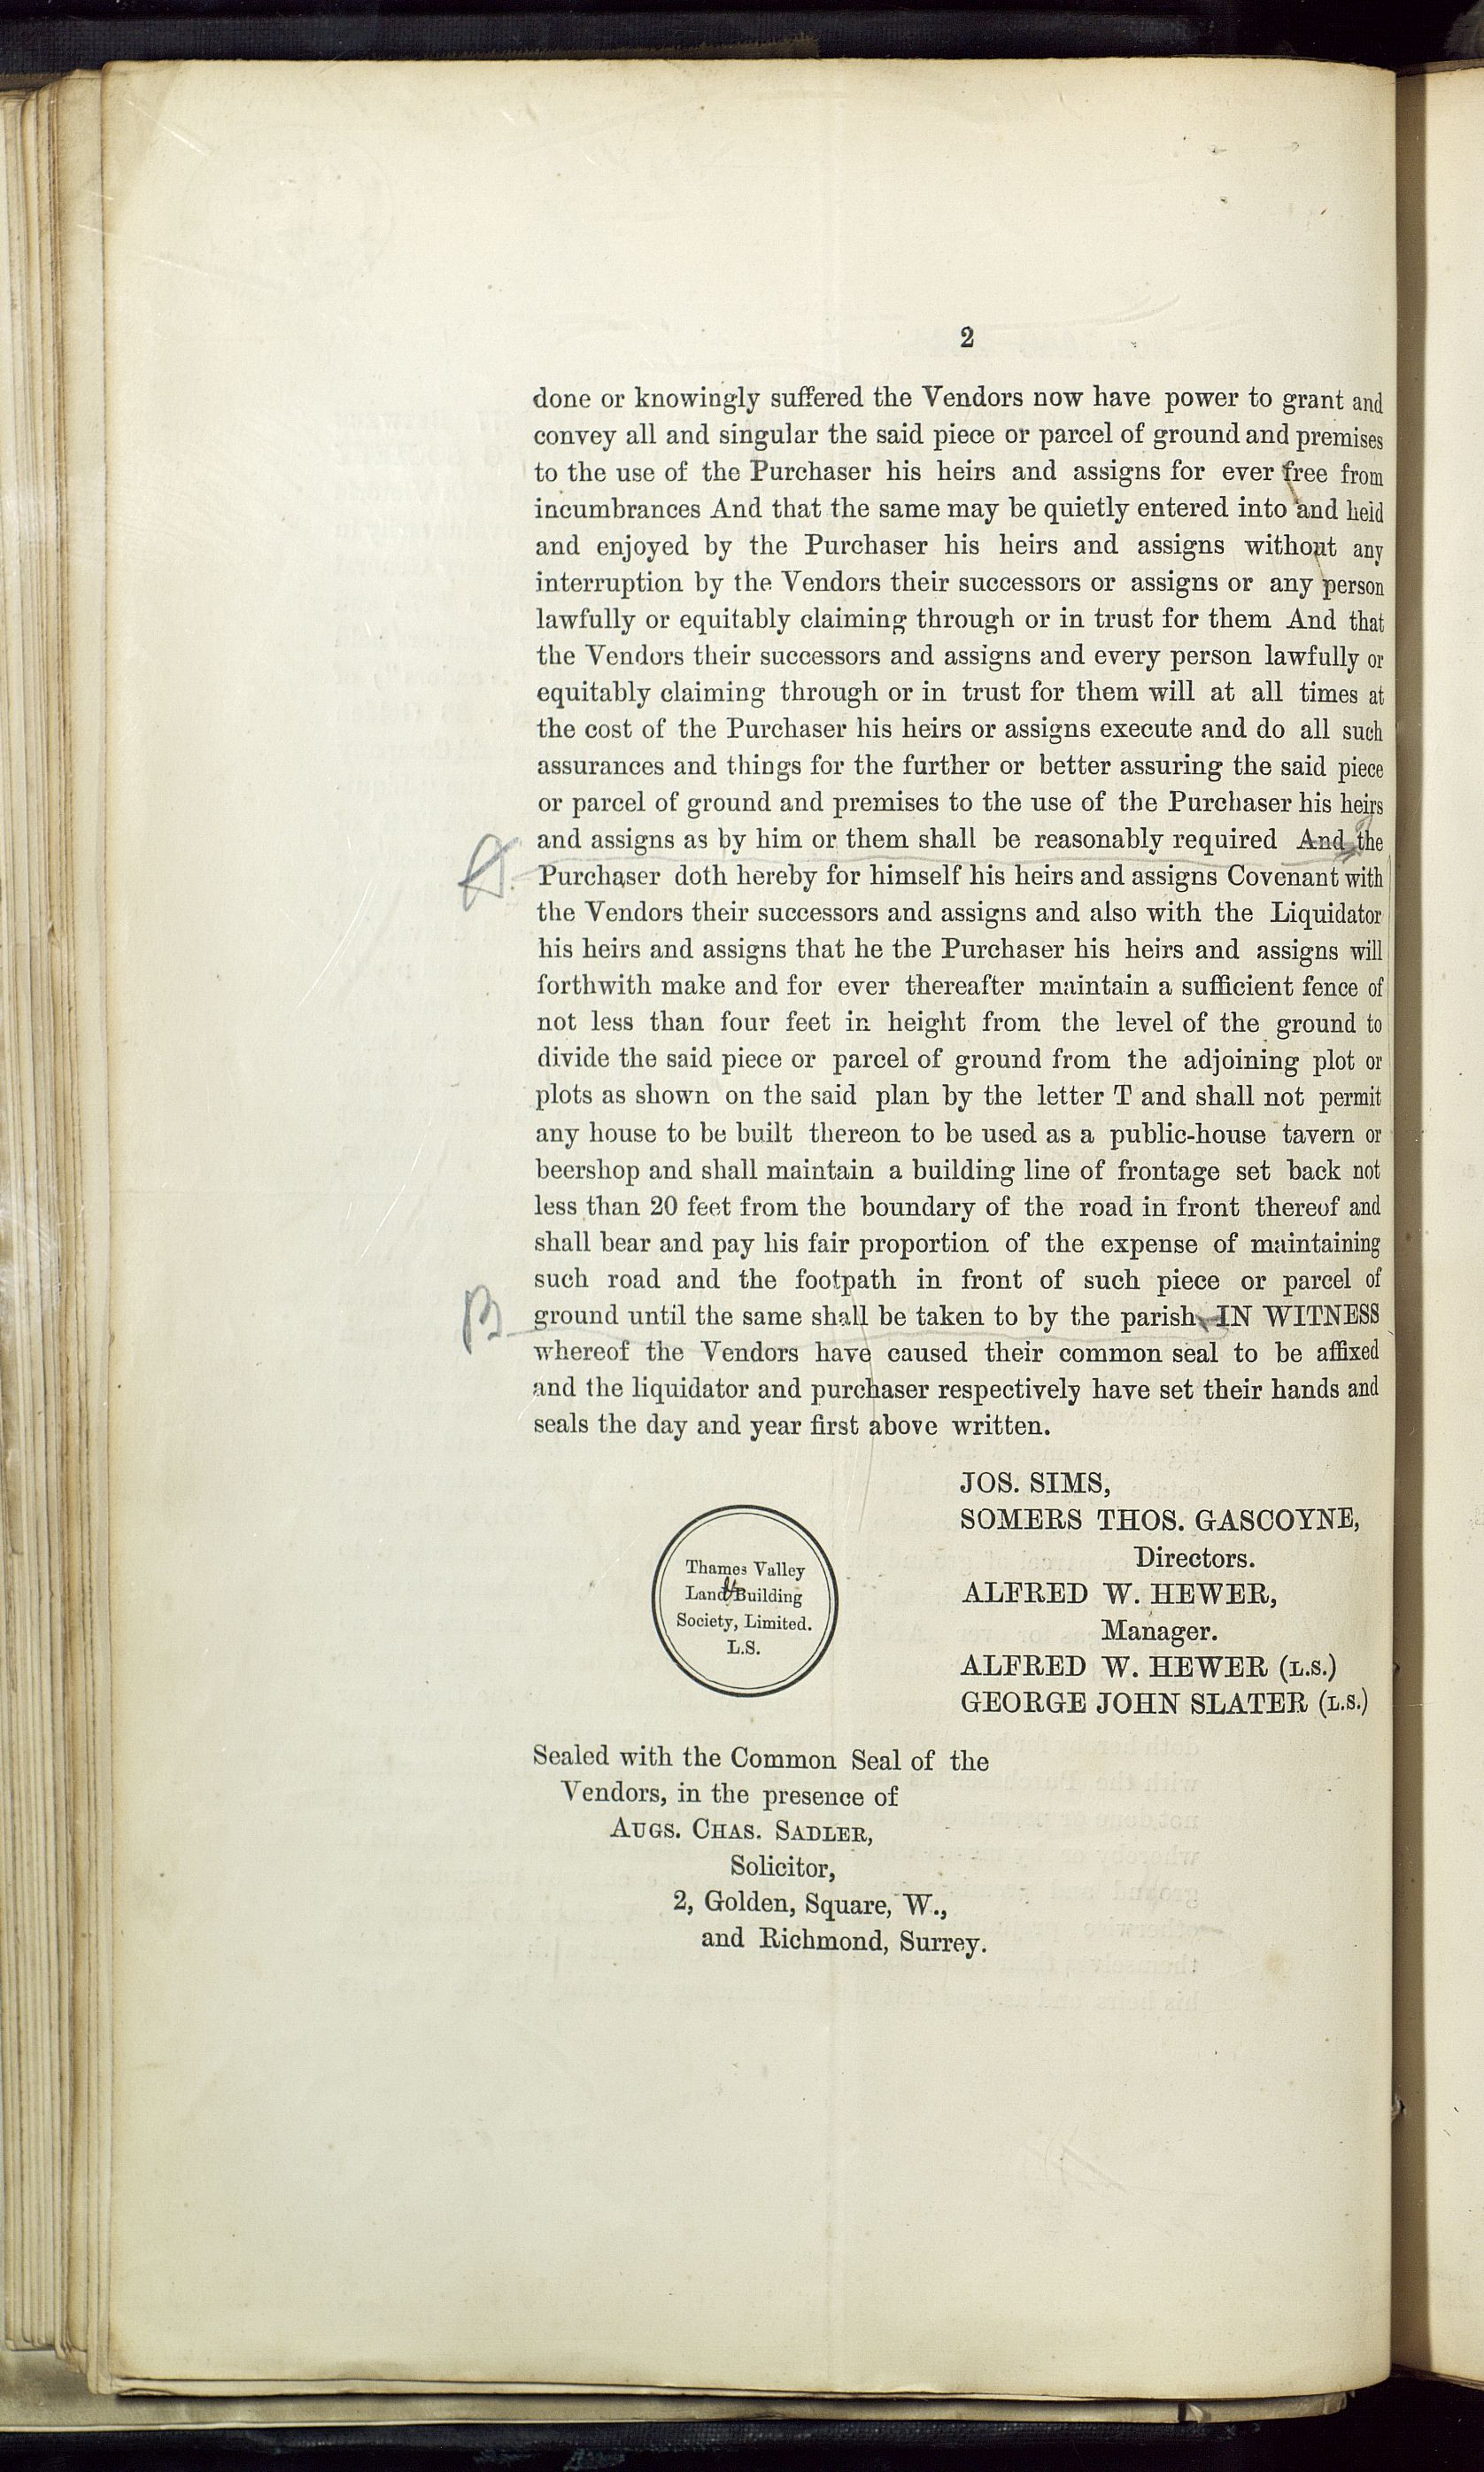 2
done or knowingly suffered the Vendors now have power to grant and
convey all and singular the said piece or parcel of ground and premises
to the use of the Purchaser his heirs and assigns for ever free from
incumbrances And that the same may be quietly entered into and held
and enjoyed by the Purchaser his heirs and assigns without any
interruption by the Vendors their successors or assigns or any person
lawfully or equitably claiming through or in trust for them And that
the Vendors their successors and assigns and every person lawfully or
equitably claiming through or in trust for them will at all times at
the cost of the Purchaser his heirs or assigns execute and do all such
assurances and things for the further or better assuring the said piece
or parcel of ground and premises to the use of the Purchaser his heirs
and assigns as by him or them shall be reasonably required And the
A
Purchaser doth hereby for himself his heirs and assigns Covenant with
the Vendors their successors and assigns and also with the Liquidator
his heirs and assigns that he the Purchaser his heirs and assigns will
forthwith make and for ever thereafter maintain a sufficient fence of
not less than four feet in height from the level of the ground to
divide the said piece or parcel of ground from the adjoining plot or
plots as shown on the said plan by the letter T and shall not permit
any house to be built thereon to be used as a public-house tavern or
beershop and shall maintain a building line of frontage set back not
less than 20 feet from the boundary of the road in front thereof and
shall bear and pay his fair proportion of the expense of maintaining
such road and the footpath in front of such piece or parcel of
B
ground until the same shall be taken to by the parish IN WITNESS
whereof the Vendors have caused their common seal to be affixed
and the liquidator and purchaser respectively have set their hands and
seals the day and year first above written.
JOS. SIMS,
SOMERS THOS. GASCOYNE,
Directors.
ALFRED W. HEWER,
Manager.
ALFRED W. HEWER (L.S.)
GEORGE JOHN SLATER (L.S.)
Thames Valley
Land & Building
Society, Limited.
L.S.
Sealed with the Common Seal of the
Vendors, in the presence of
AUGS. CHAS. SADLER,
Solicitor,
2, Golden, Square, W.,
and Richmond, Surrey.